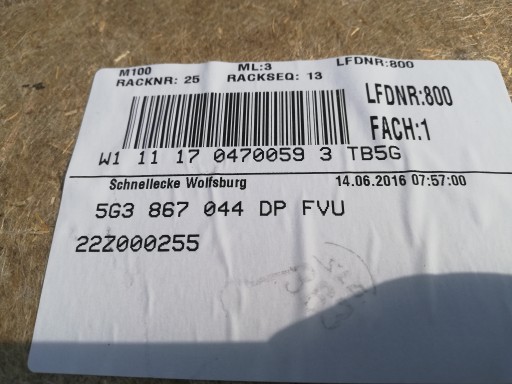 M100 ML:3 LFDNR:800
RACKNR: 25 RACKSEQ: 13
LFDNR:800
FACH:1
W1 11 17 0470059 3 TB5G
Schnellecke Wolfsburg 14.06.2016 07:57:00
5G3 867 044 DP FVU
22Z000255